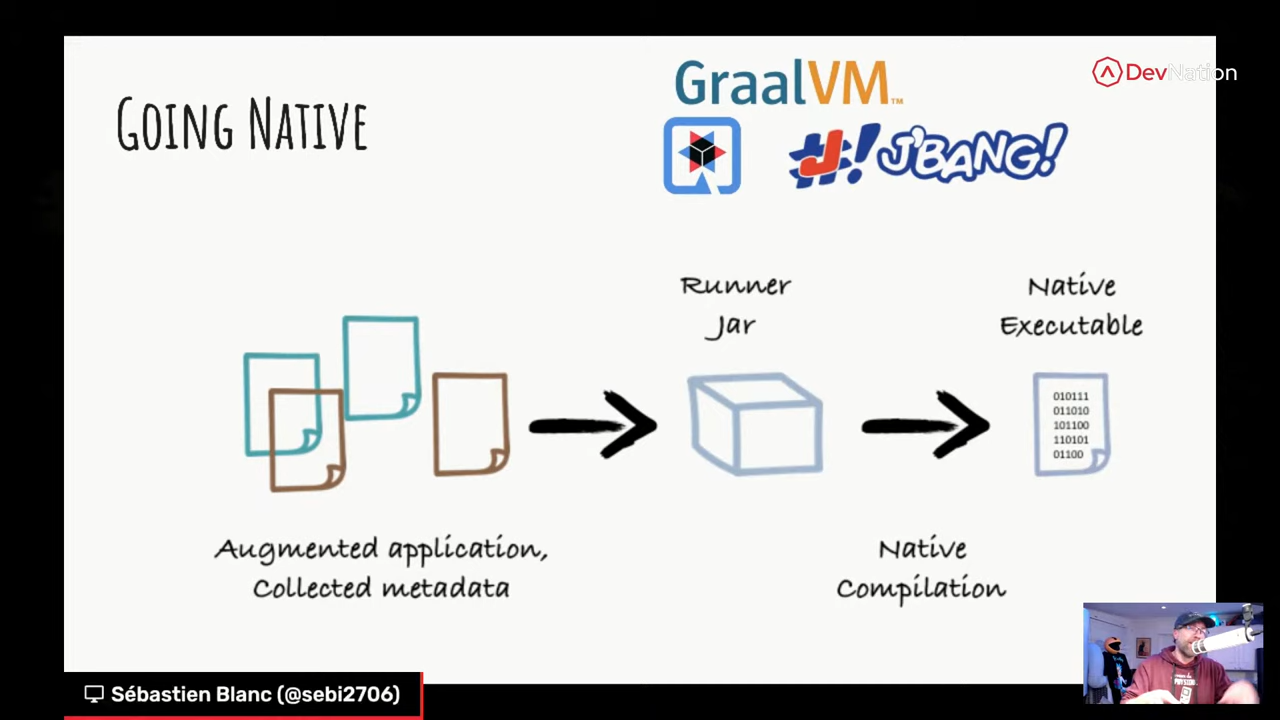 GOING NATIVE
GraalVM™
DevNation
#J! J'BANG!
Runner
Jar
Native
Executable
010111
011010
101100
110101
01100
Augmented application,
Collected metadata
Native
Compilation
Sébastien Blanc (@sebi2706)